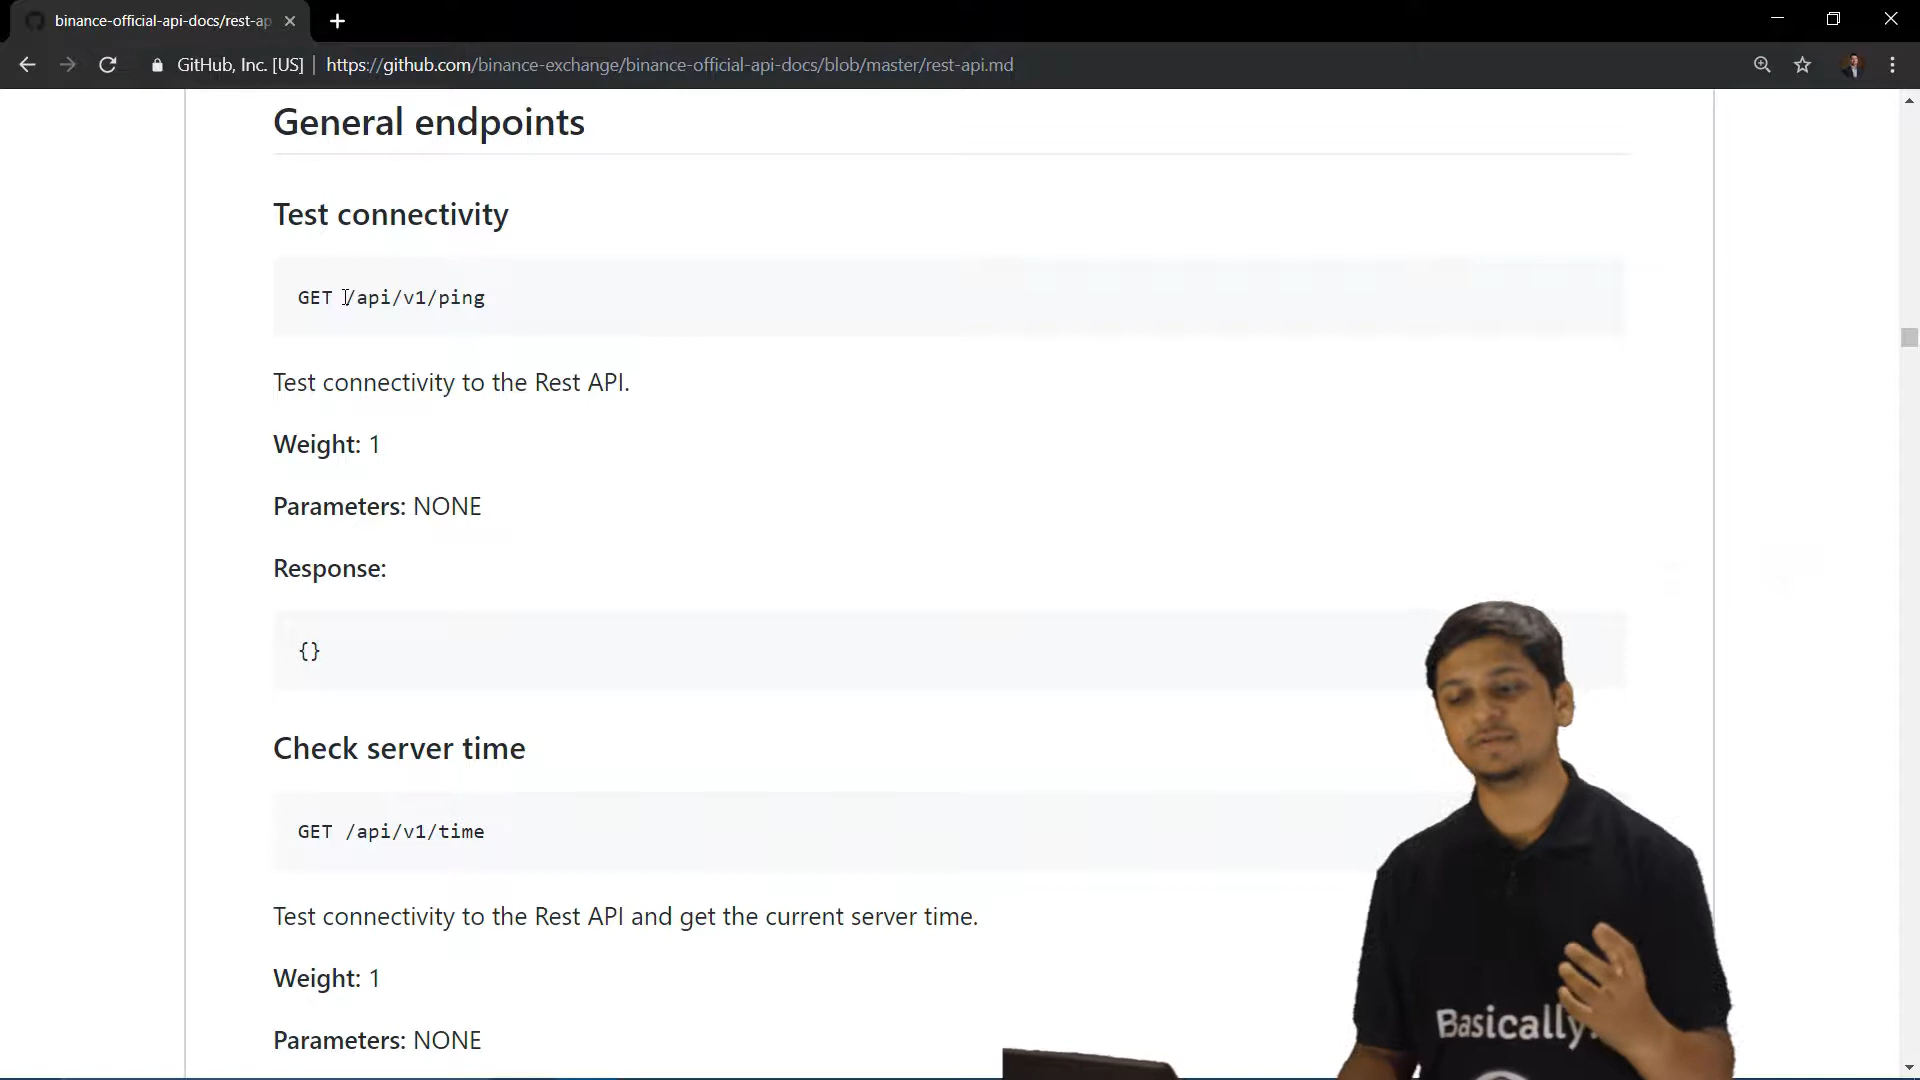 binance-official-api-docs/rest-ap
GitHub, Inc. [US] | https://github.com/binance-exchange/binance-official-api-docs/blob/master/rest-api.md
General endpoints
Test connectivity
GET /api/v1/ping
Test connectivity to the Rest API.
Weight: 1
Parameters: NONE
Response:
{}
Check server time
GET /api/v1/time
Test connectivity to the Rest API and get the current server time.
Weight: 1
Parameters: NONE
Basically